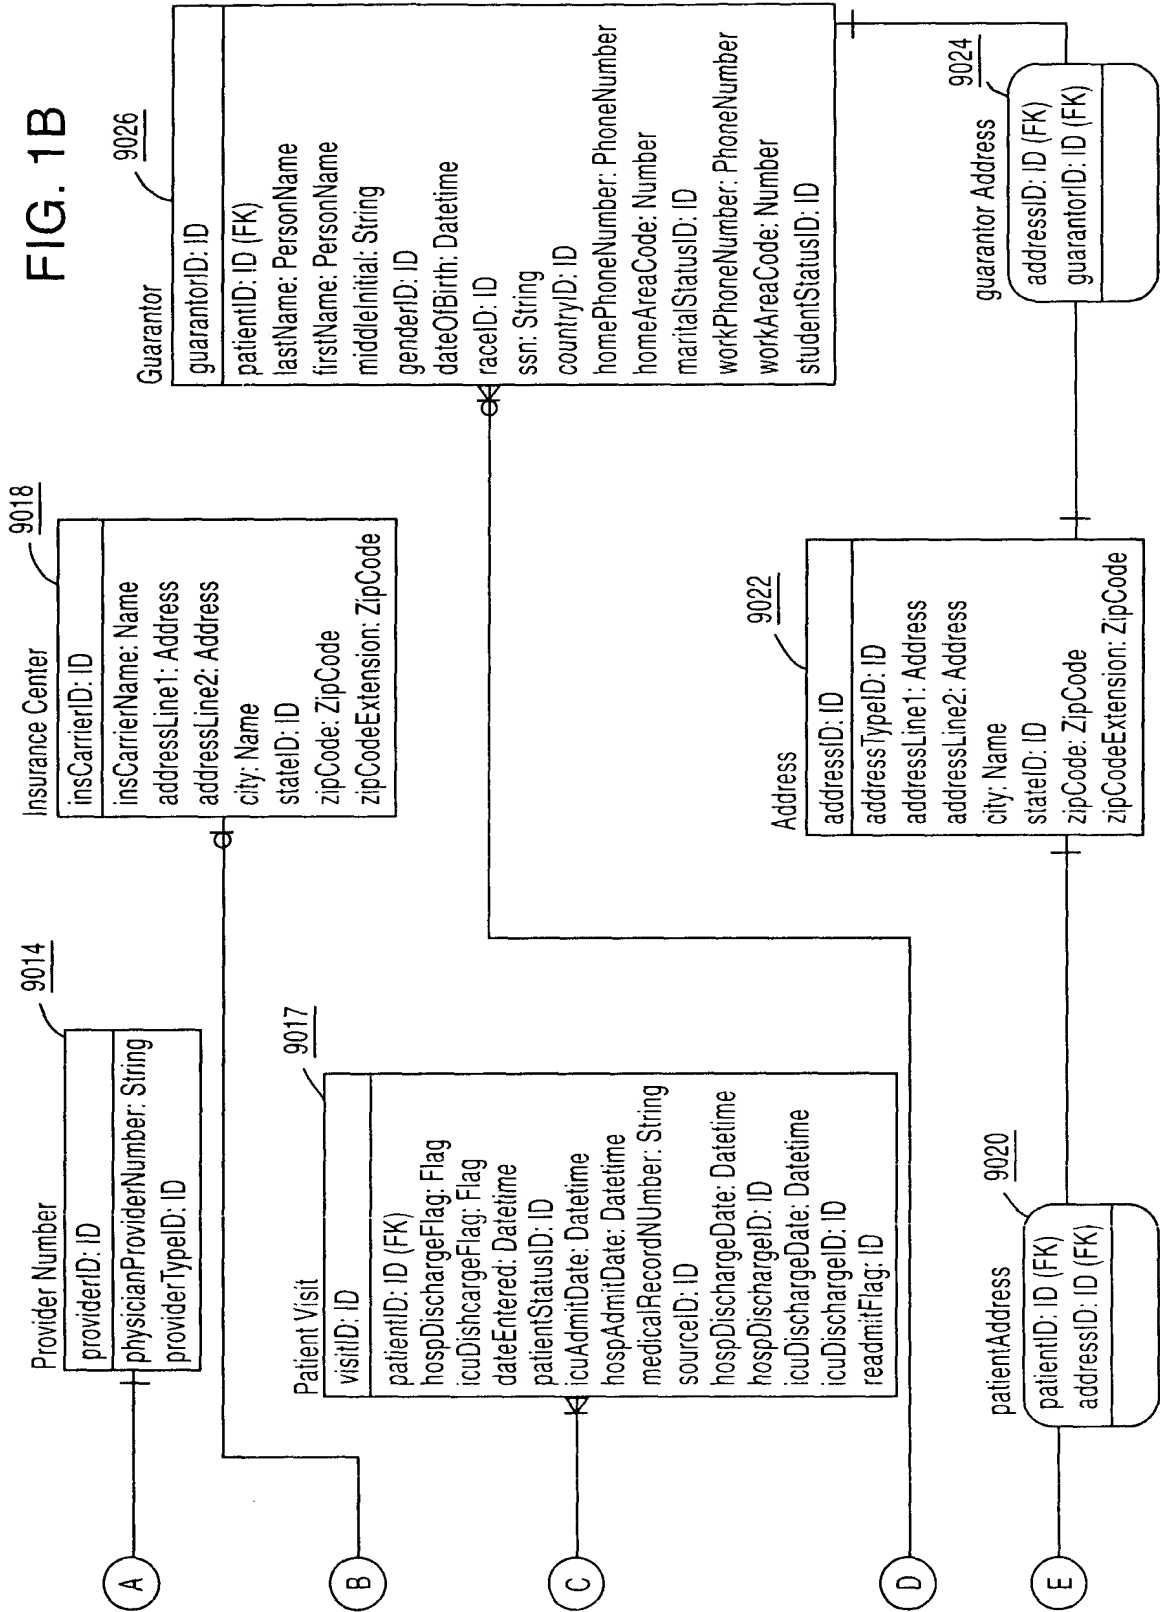 FIG. 1B
Provider Number
9014
providerID: ID
physicianProviderNumber: String
providerTypeID: ID
Insurance Center
9018
insCarrierID: ID
insCarrierName: Name
addressLine1: Address
addressLine2: Address
city: Name
stateID: ID
zipCode: ZipCode
zipCodeExtension: ZipCode
Guarantor
9026
guarantorID: ID
patientID: ID (FK)
lastName: PersonName
firstName: PersonName
middleInitial: String
genderID: ID
dateOfBirth: Datetime
raceID: ID
ssn: String
countryID: ID
homePhoneNumber: PhoneNumber
homeAreaCode: Number
maritalStatusID: ID
workPhoneNumber: PhoneNumber
workAreaCode: Number
studentStatusID: ID
Patient Visit
9017
visitID: ID
patientID: ID (FK)
hospDischargeFlag: Flag
icuDishcargeFlag: Flag
dateEntered: Datetime
patientStatusID: ID
icuAdmitDate: Datetime
hospAdmitDate: Datetime
medicalRecordNUmber: String
sourceID: ID
hospDischargeDate: Datetime
hospDischargeID: ID
icuDischargeDate: Datetime
icuDischargeID: ID
readmitFlag: ID
patientAddress
9020
patientID: ID (FK)
addressID: ID (FK)
Address
9022
addressID: ID
addressTypeID: ID
addressLine1: Address
addressLine2: Address
city: Name
stateID: ID
zipCode: ZipCode
zipCodeExtension: ZipCode
guarantor Address
9024
addressID: ID (FK)
guarantorID: ID (FK)
A
B
C
D
E